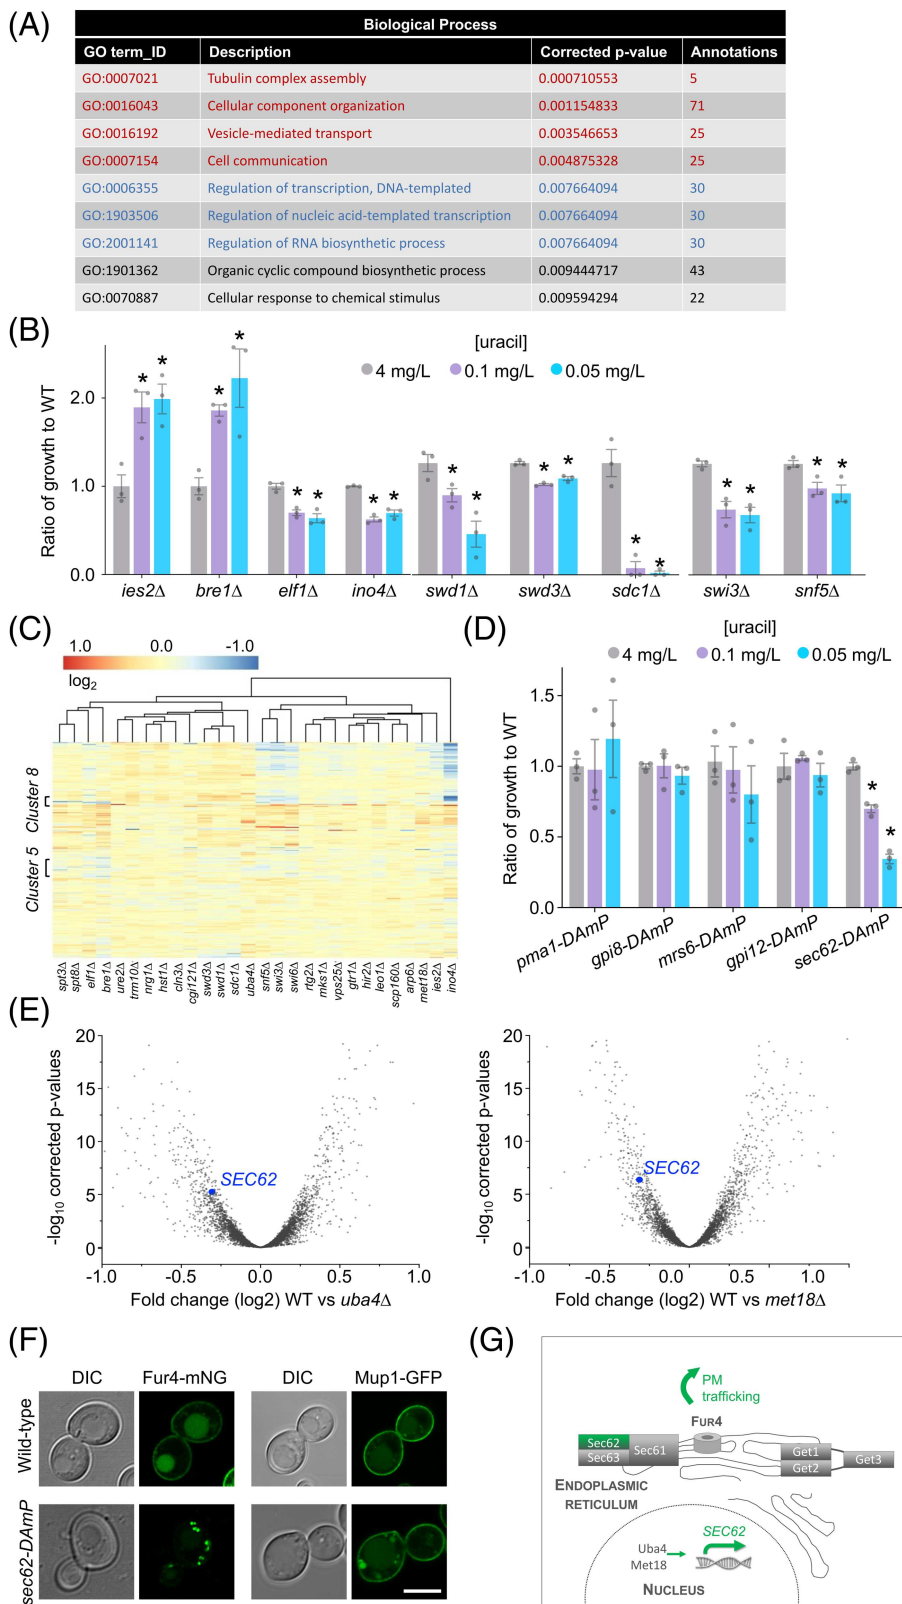 (A)
Biological Process
GO term_ID Description Corrected p-value Annotations
GO:0007021 Tubulin complex assembly 0.000710553 5
GO:0016043 Cellular component organization 0.001154833 71
GO:0016192 Vesicle-mediated transport 0.003546653 25
GO:0007154 Cell communication 0.004875328 25
GO:0006355 Regulation of transcription, DNA-templated 0.007664094 30
GO:1903506 Regulation of nucleic acid-templated transcription 0.007664094 30
GO:2001141 Regulation of RNA biosynthetic process 0.007664094 30
GO:1901362 Organic cyclic compound biosynthetic process 0.009444717 43
GO:0070887 Cellular response to chemical stimulus 0.009594294 22
(B)
[uracil]
4 mg/L 0.1 mg/L 0.05 mg/L
Ratio of growth to WT
2.0
1.0
0.0
* * * * * * * * * * * * * * * * * *
ies2Δ bre1Δ elf1Δ ino4Δ swd1Δ swd3Δ sdc1Δ swi3Δ snf5Δ
(C)
1.0 0.0 -1.0
log2
Cluster 8
Cluster 5
spt3Δ spt8Δ elf1Δ bre1Δ ure2Δ trm10Δ nrg1Δ hst1Δ cln3Δ cgi121Δ swd3Δ swd1Δ sdc1Δ uba4Δ snf5Δ swi3Δ swi6Δ rtg2Δ mks1Δ vps25Δ gtr1Δ hir2Δ leo1Δ scp160Δ arp6Δ met18Δ ies2Δ ino4Δ
(D)
[uracil]
4 mg/L 0.1 mg/L 0.05 mg/L
Ratio of growth to WT
1.5
1.0
0.5
0.0
* *
pma1-DAmP gpi8-DAmP mrs6-DAmP gpi12-DAmP sec62-DAmP
(E)
-log10 corrected p-values
20
15
10
5
0
SEC62
-1.0 -0.5 0.0 0.5 1.0
Fold change (log2) WT vs uba4Δ
-log10 corrected p-values
20
15
10
5
0
SEC62
-1.0 -0.5 0.0 0.5 1.0
Fold change (log2) WT vs met18Δ
(F)
DIC Fur4-mNG DIC Mup1-GFP
Wild-type
sec62-DAmP
(G)
PM
trafficking
FUR4
Sec62
Sec63
Sec61
Get1
Get2
Get3
ENDOPLASMIC
RETICULUM
SEC62
Uba4
Met18
NUCLEUS